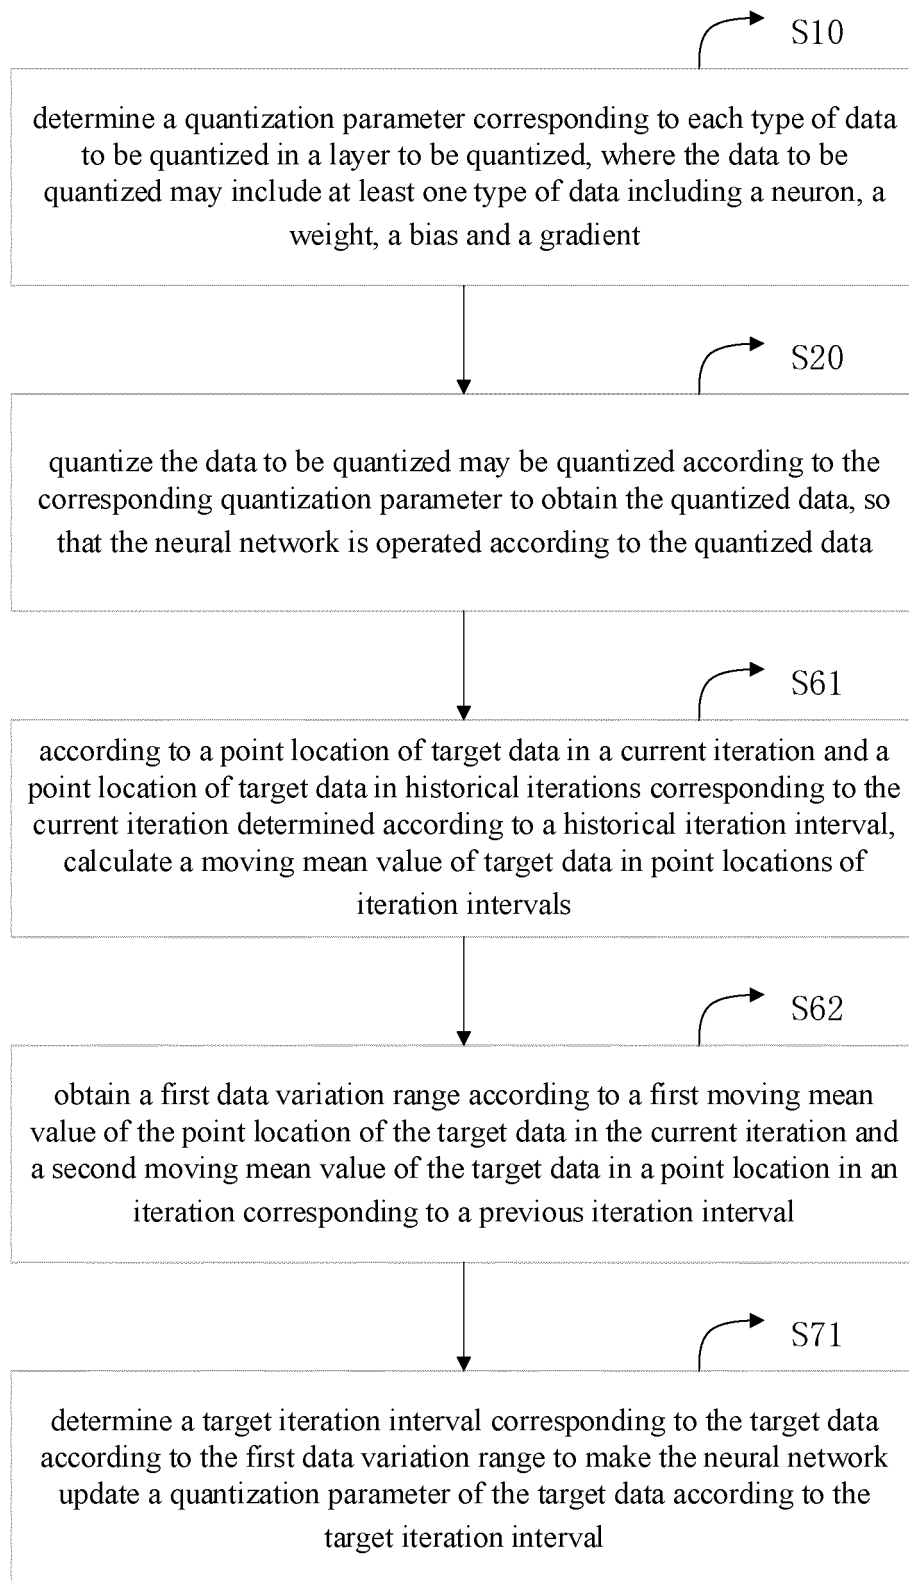 S10
determine a quantization parameter corresponding to each type of data
to be quantized in a layer to be quantized, where the data to be
quantized may include at least one type of data including a neuron, a
weight, a bias and a gradient
S20
quantize the data to be quantized may be quantized according to the
corresponding quantization parameter to obtain the quantized data, so
that the neural network is operated according to the quantized data
S61
according to a point location of target data in a current iteration and a
point location of target data in historical iterations corresponding to the
current iteration determined according to a historical iteration interval,
calculate a moving mean value of target data in point locations of
iteration intervals
S62
obtain a first data variation range according to a first moving mean
value of the point location of the target data in the current iteration and
a second moving mean value of the target data in a point location in an
iteration corresponding to a previous iteration interval
S71
determine a target iteration interval corresponding to the target data
according to the first data variation range to make the neural network
update a quantization parameter of the target data according to the
target iteration interval